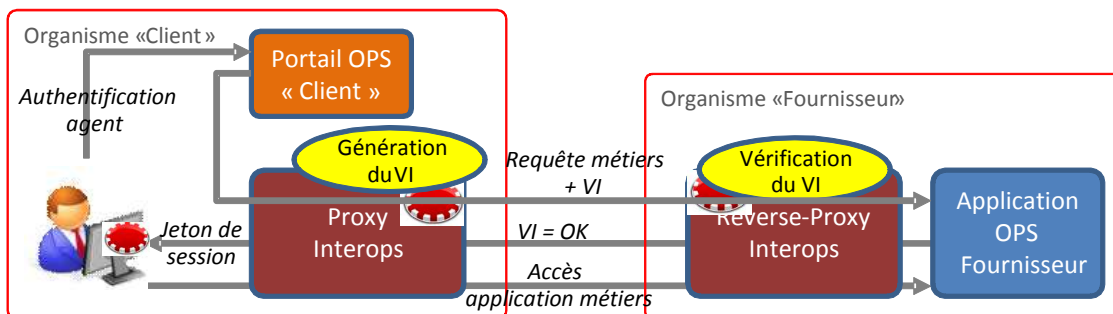 Organisme «Client »
Portail OPS
« Client »
Authentification
agent
Organisme «Fournisseur»
Génération
du VI
Requête métiers
+ VI
Vérification
du VI
Proxy
Interops
Reverse-Proxy
Interops
Application
OPS
Fournisseur
Jeton de
session
VI = OK
Accès
application métiers